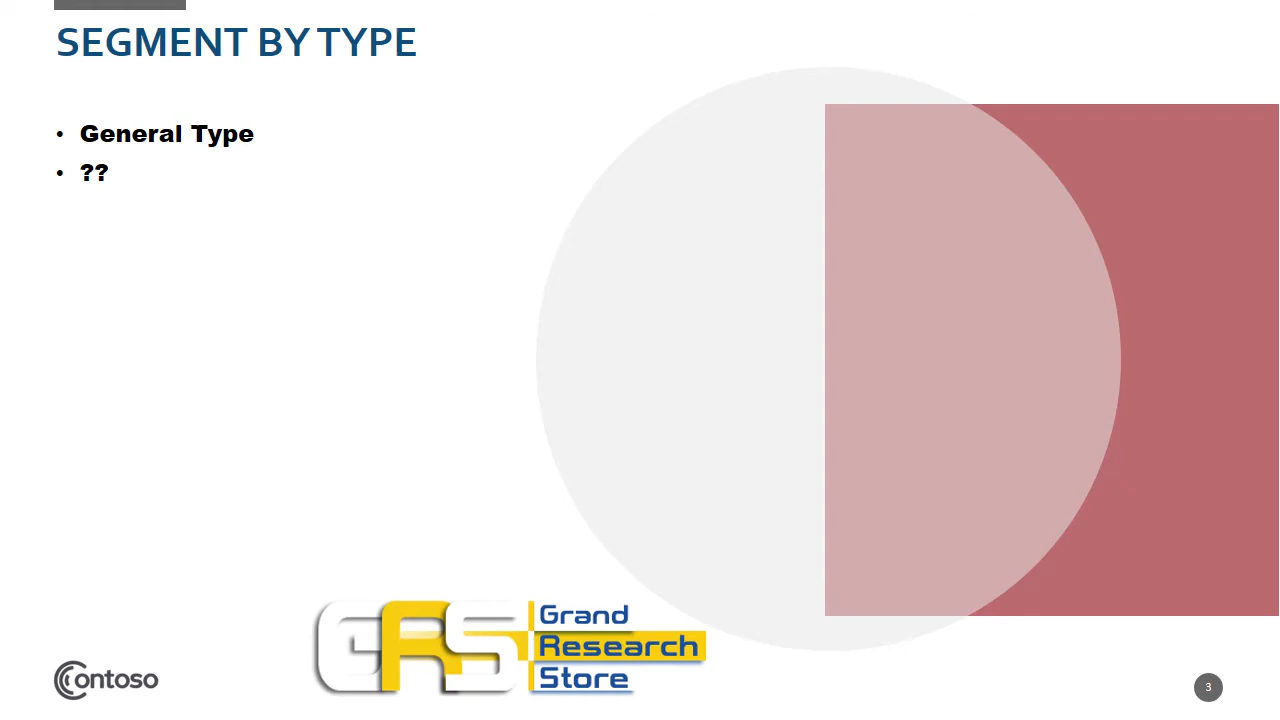 SEGMENT BY TYPE
• General Type
• ??
GRS
Grand
Research
Store
Contoso
3